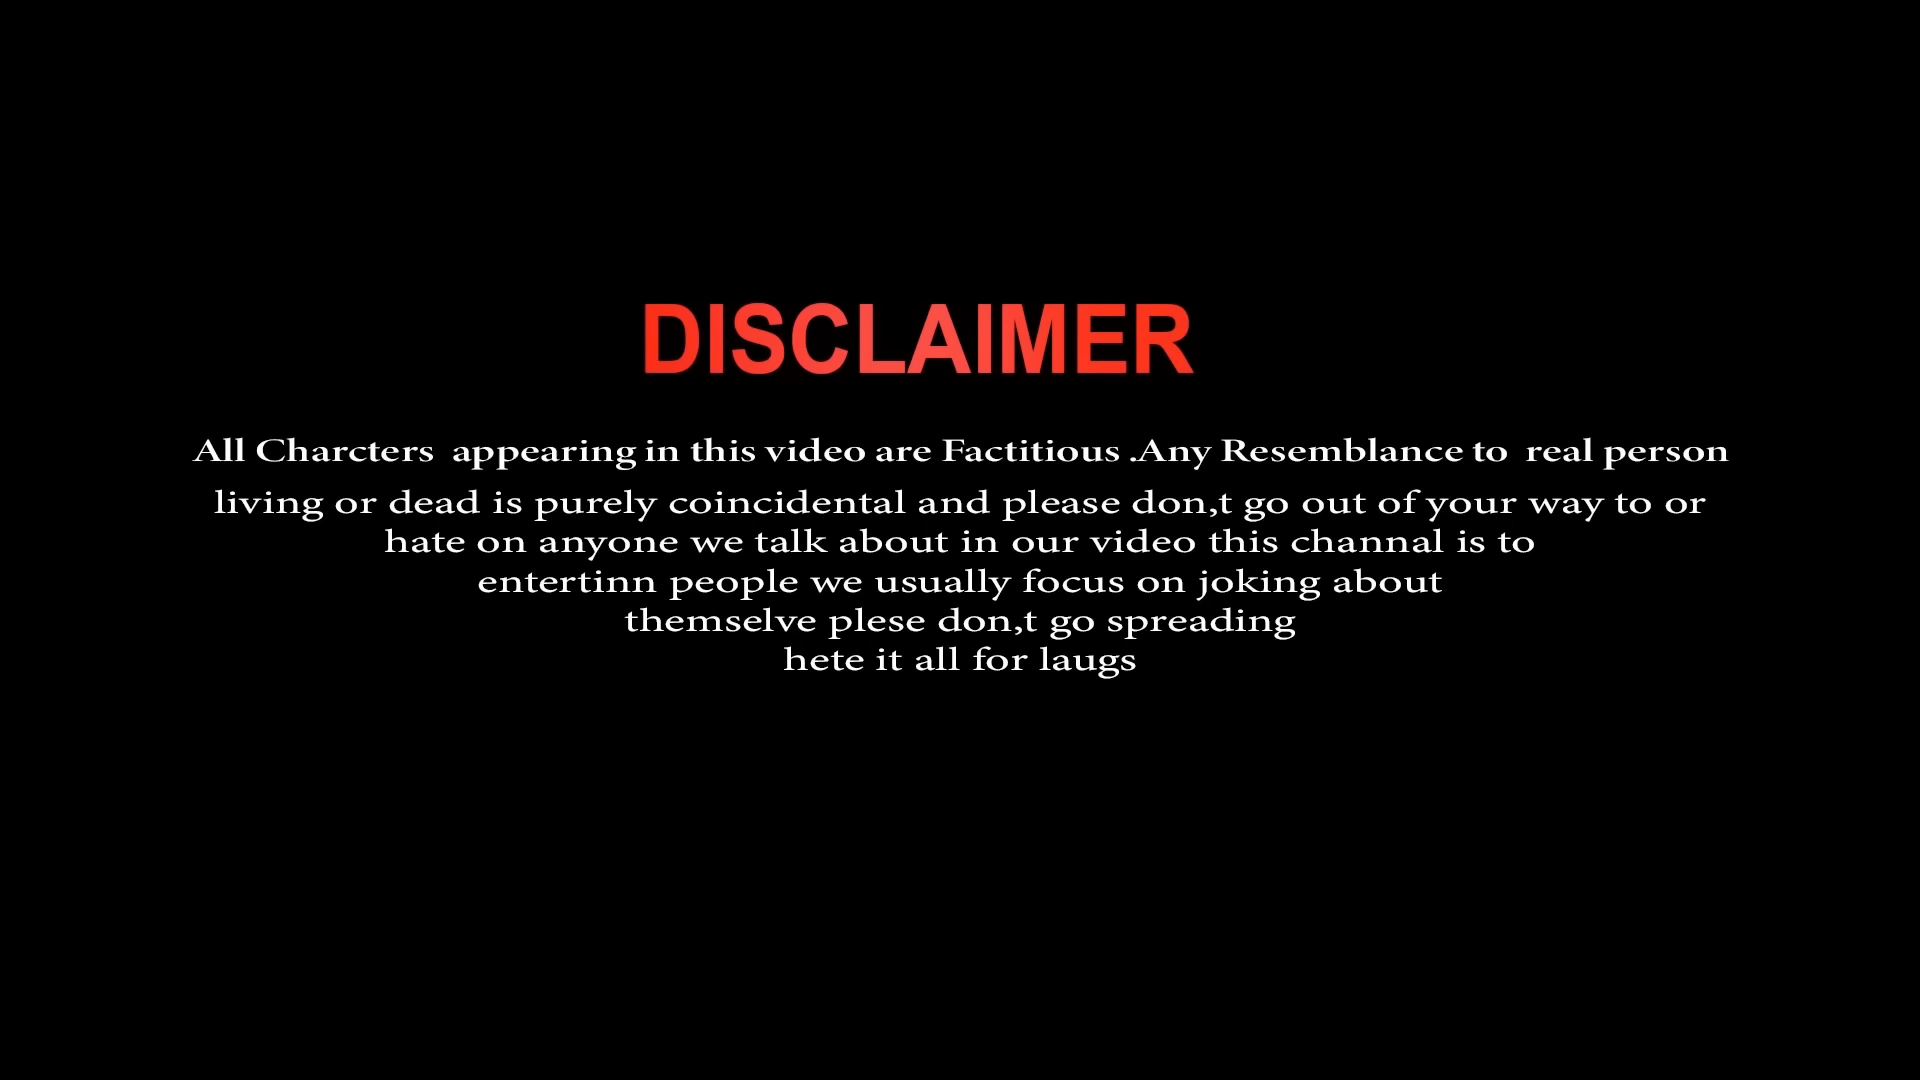 DISCLAIMER
All Charcters appearing in this video are Factitious .Any Resemblance to real person
living or dead is purely coincidental and please don,t go out of your way to or
hate on anyone we talk about in our video this channal is to
entertinn people we usually focus on joking about
themselve plese don,t go spreading
hete it all for laugs